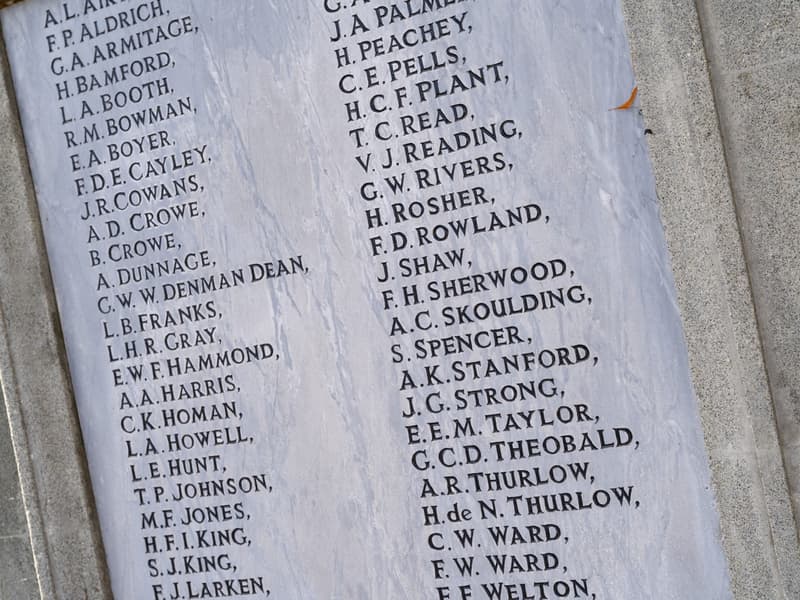 F.P. ALDRICH,
G.A. ARMITAGE,
H. BAMFORD,
L.A. BOOTH,
R.M. BOWMAN,
E.A. BOYER,
F.D.E. CAYLEY,
J.R. COWANS,
A.D. CROWE,
B. CROWE,
A. DUNNAGE,
G.W.W. DENMAN DEAN,
L.B. FRANKS,
L.H.R. GRAY,
E.W.F. HAMMOND,
A.A. HARRIS,
C.K. HOMAN,
L.A. HOWELL,
L.E. HUNT,
T.P. JOHNSON,
M.F. JONES,
H.F.I. KING,
S.J. KING,
F.J. LARKEN,
J.A PALMER
H. PEACHEY,
C.E. PELLS,
H.C.F. PLANT,
T.C. READ,
V.J. READING,
G.W. RIVERS,
H. ROSHER,
F.D. ROWLAND,
J. SHAW,
F.H. SHERWOOD,
A.C. SKOULDING,
S. SPENCER,
A.K. STANFORD,
J.G. STRONG,
E.E.M. TAYLOR,
G.C.D. THEOBALD,
A.R. THURLOW,
H. de N. THURLOW,
C.W. WARD,
F.W. WARD,
F.F. WELTON,